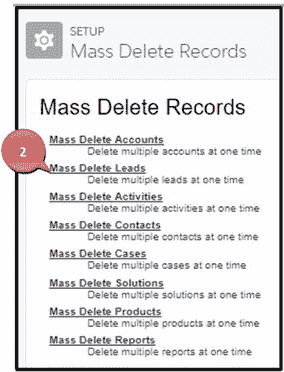 SETUP
Mass Delete Records
Mass Delete Records
Mass Delete Accounts
Delete multiple accounts at one time
2
Mass Delete Leads
Delete multiple leads at one time
Mass Delete Activities
Delete multiple activities at one time
Mass Delete Contacts
Delete multiple contacts at one time
Mass Delete Cases
Delete multiple cases at one time
Mass Delete Solutions
Delete multiple solutions at one time
Mass Delete Products
Delete multiple products at one time
Mass Delete Reports
Delete multiple reports at one time